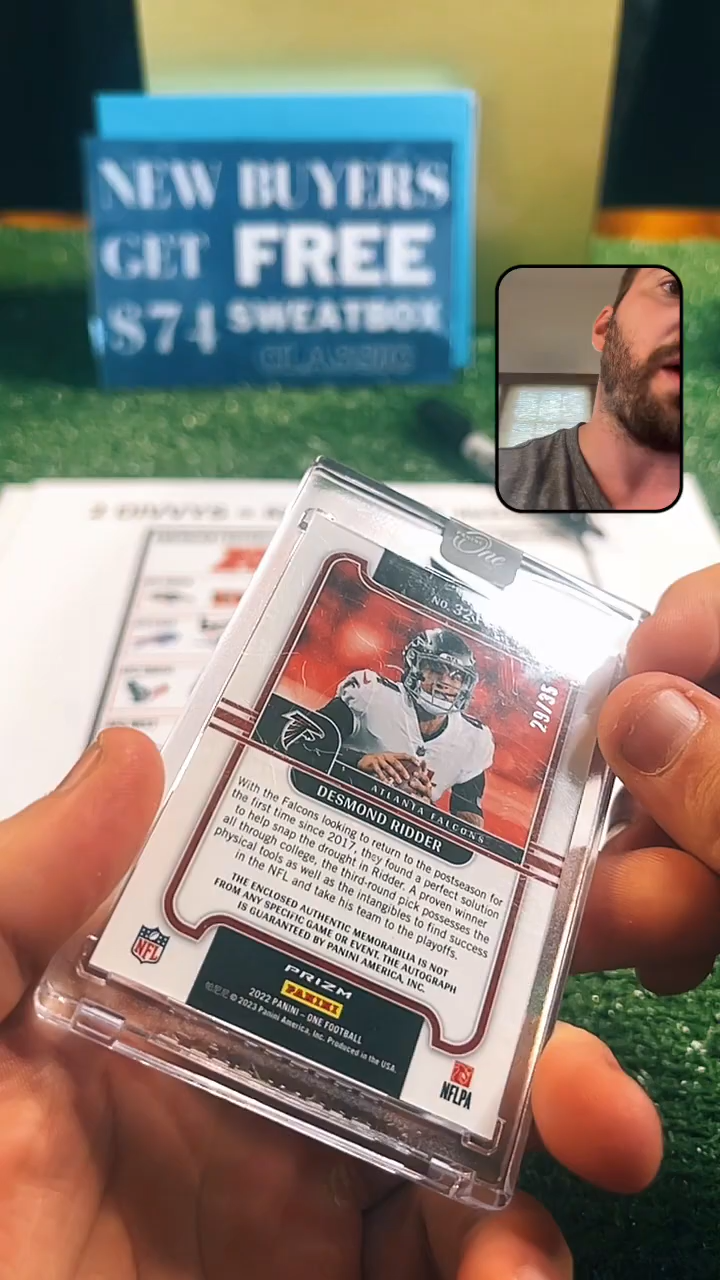 NEW BUYERS
GET FREE
$74 SWEATBOX
CLASSIC
One
29/35
ATLANTA FALCONS
DESMOND RIDDER
With the Falcons looking to return to the postseason for
the first time since 2017, they found a perfect solution
to help snap the drought in Ridder. A proven winner
all through college, the third-round pick possesses the
physical tools as well as the intangibles to find success
in the NFL and take his team to the playoffs.
THE ENCLOSED AUTHENTIC MEMORABILIA IS NOT
FROM ANY SPECIFIC GAME OR EVENT. THE AUTOGRAPH
IS GUARANTEED BY PANINI AMERICA, INC.
NFL
PRIZM
PANINI
2022 PANINI – ONE FOOTBALL
© 2023 Panini America, Inc. Produced in the USA.
NFLPA